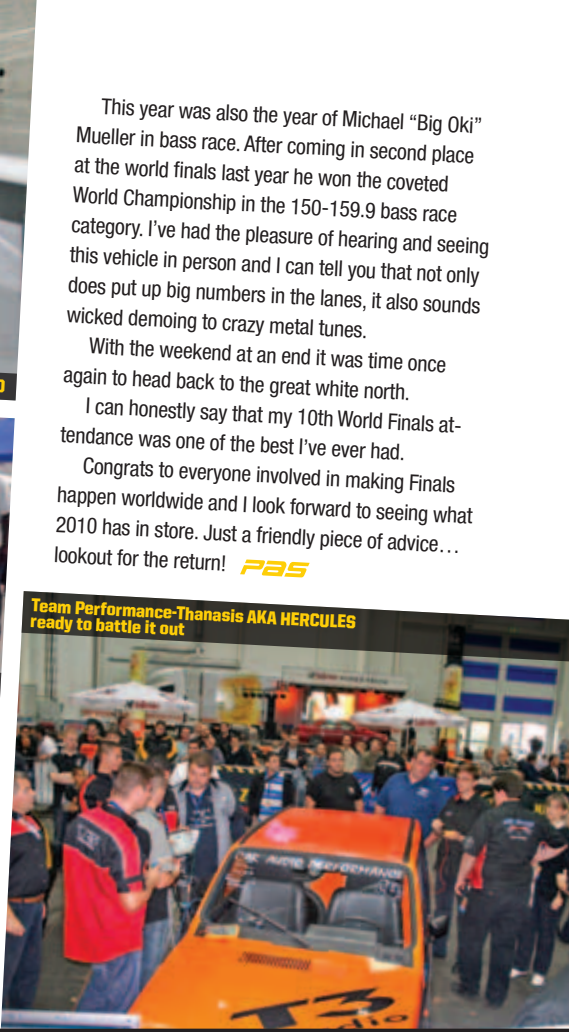 This year was also the year of Michael “Big Oki”
Mueller in bass race. After coming in second place
at the world finals last year he won the coveted
World Championship in the 150-159.9 bass race
category. I’ve had the pleasure of hearing and seeing
this vehicle in person and I can tell you that not only
does put up big numbers in the lanes, it also sounds
wicked demoing to crazy metal tunes.
With the weekend at an end it was time once
again to head back to the great white north.
I can honestly say that my 10th World Finals at-
tendance was one of the best I’ve ever had.
Congrats to everyone involved in making Finals
happen worldwide and I look forward to seeing what
2010 has in store. Just a friendly piece of advice…
lookout for the return! PAS
Team Performance-Thanasis AKA HERCULES
ready to battle it out
AUDIO PERFORMANCE
T3